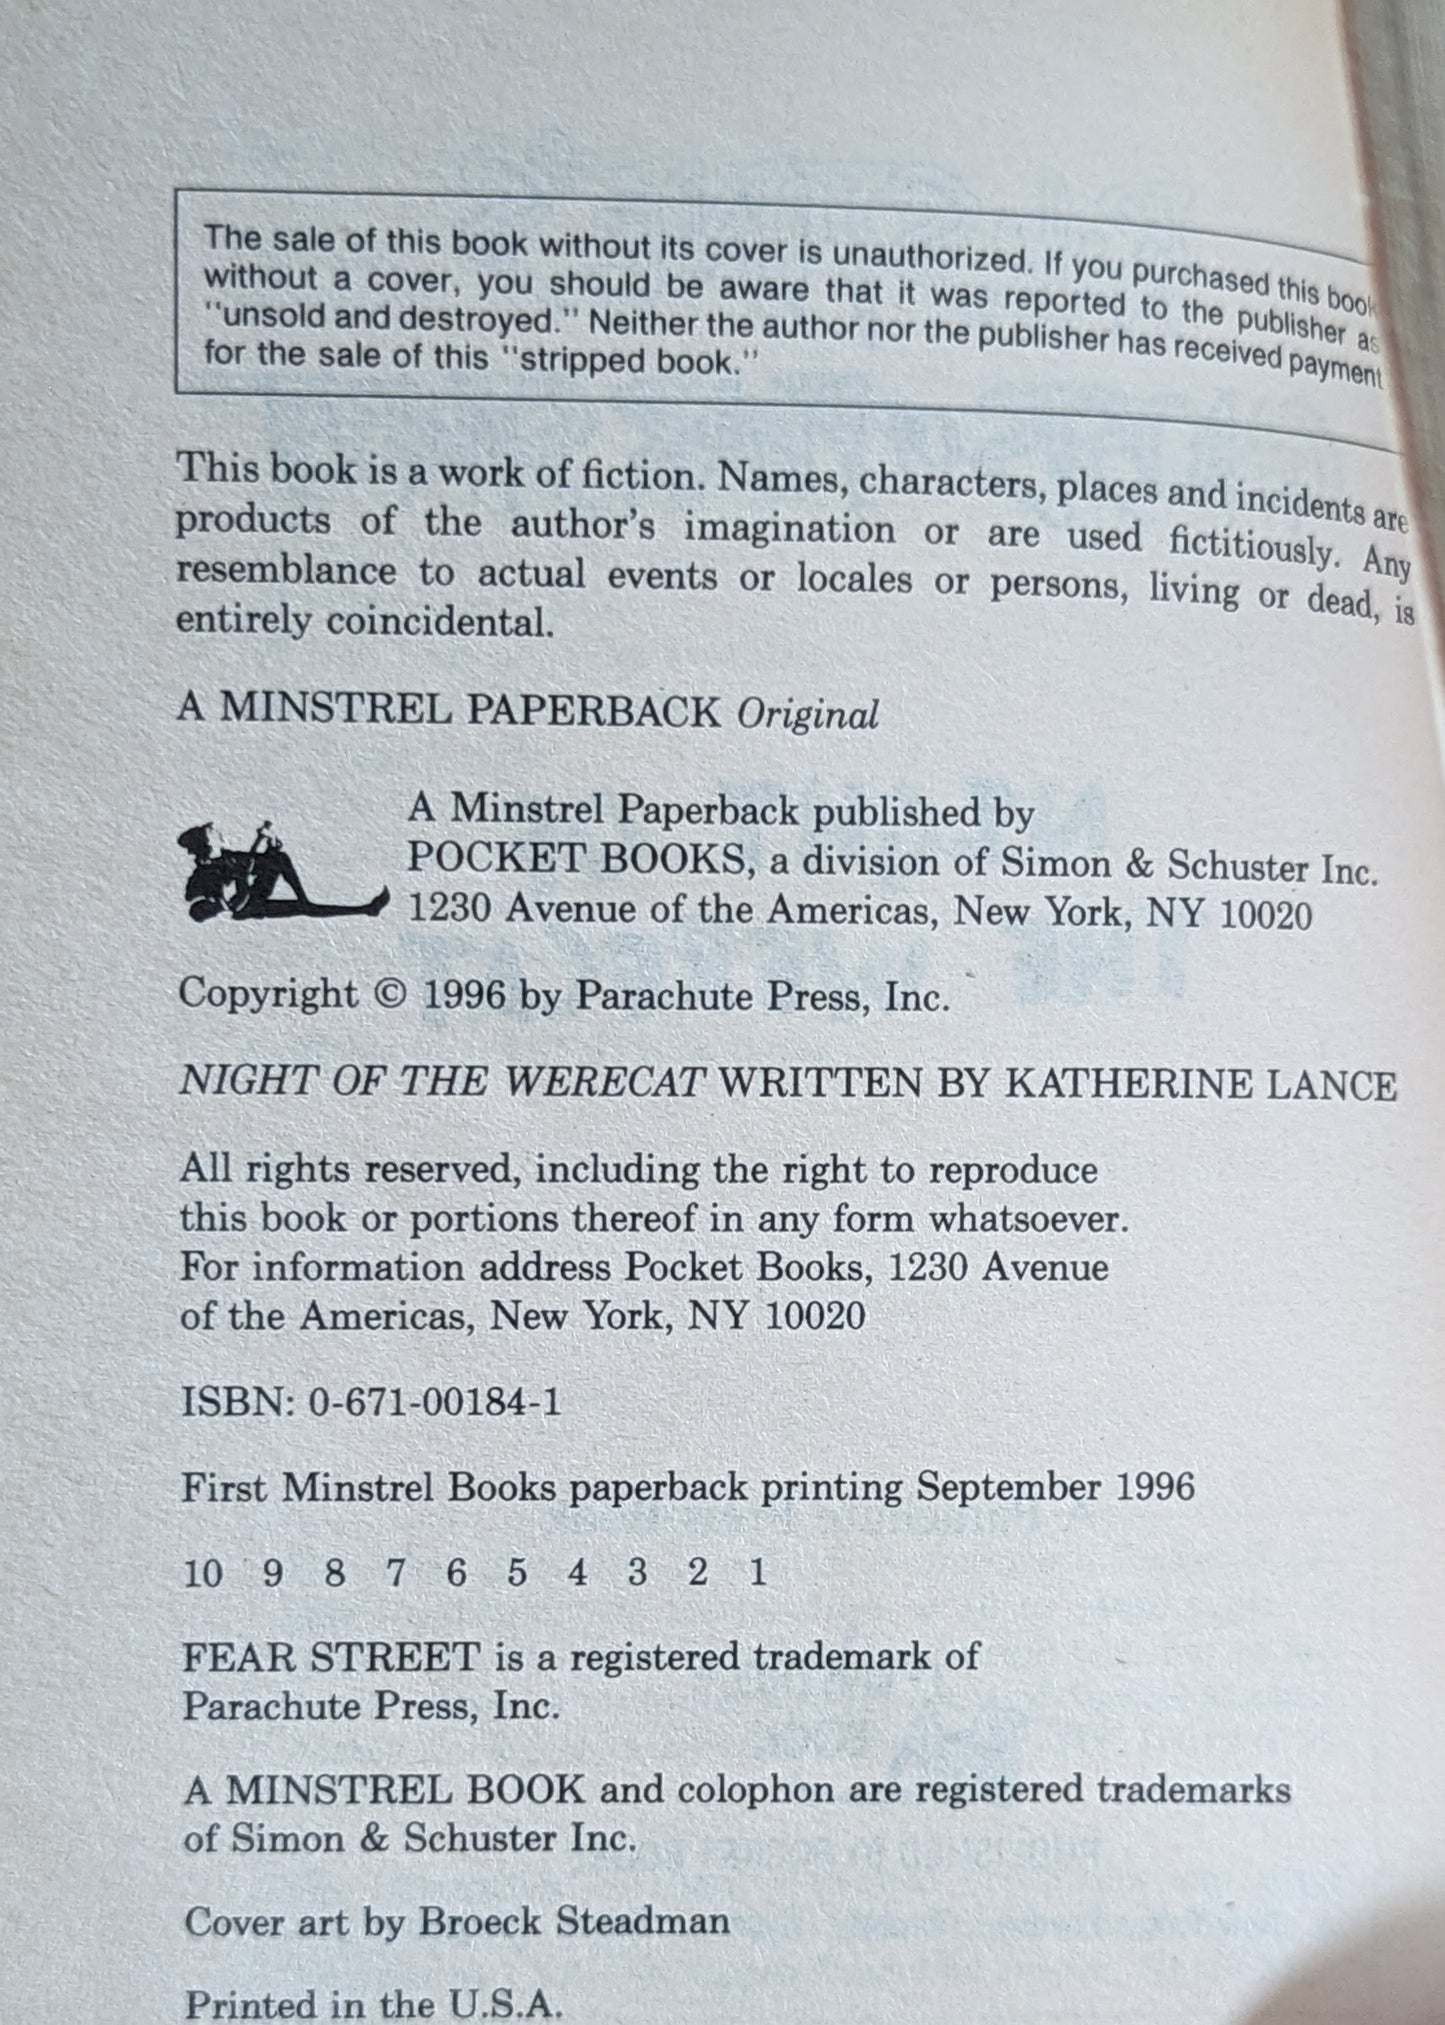 The sale of this book without its cover is unauthorized. If you purchased this book
without a cover, you should be aware that it was reported to the publisher as
"unsold and destroyed." Neither the author nor the publisher has received payment
for the sale of this "stripped book."
This book is a work of fiction. Names, characters, places and incidents are
products of the author's imagination or are used fictitiously. Any
resemblance to actual events or locales or persons, living or dead, is
entirely coincidental.
A MINSTREL PAPERBACK Original
A Minstrel Paperback published by
POCKET BOOKS, a division of Simon & Schuster Inc.
1230 Avenue of the Americas, New York, NY 10020
Copyright © 1996 by Parachute Press, Inc.
NIGHT OF THE WERECAT WRITTEN BY KATHERINE LANCE
All rights reserved, including the right to reproduce
this book or portions thereof in any form whatsoever.
For information address Pocket Books, 1230 Avenue
of the Americas, New York, NY 10020
ISBN: 0-671-00184-1
First Minstrel Books paperback printing September 1996
10 9 8 7 6 5 4 3 2 1
FEAR STREET is a registered trademark of
Parachute Press, Inc.
A MINSTREL BOOK and colophon are registered trademarks
of Simon & Schuster Inc.
Cover art by Broeck Steadman
Printed in the U.S.A.